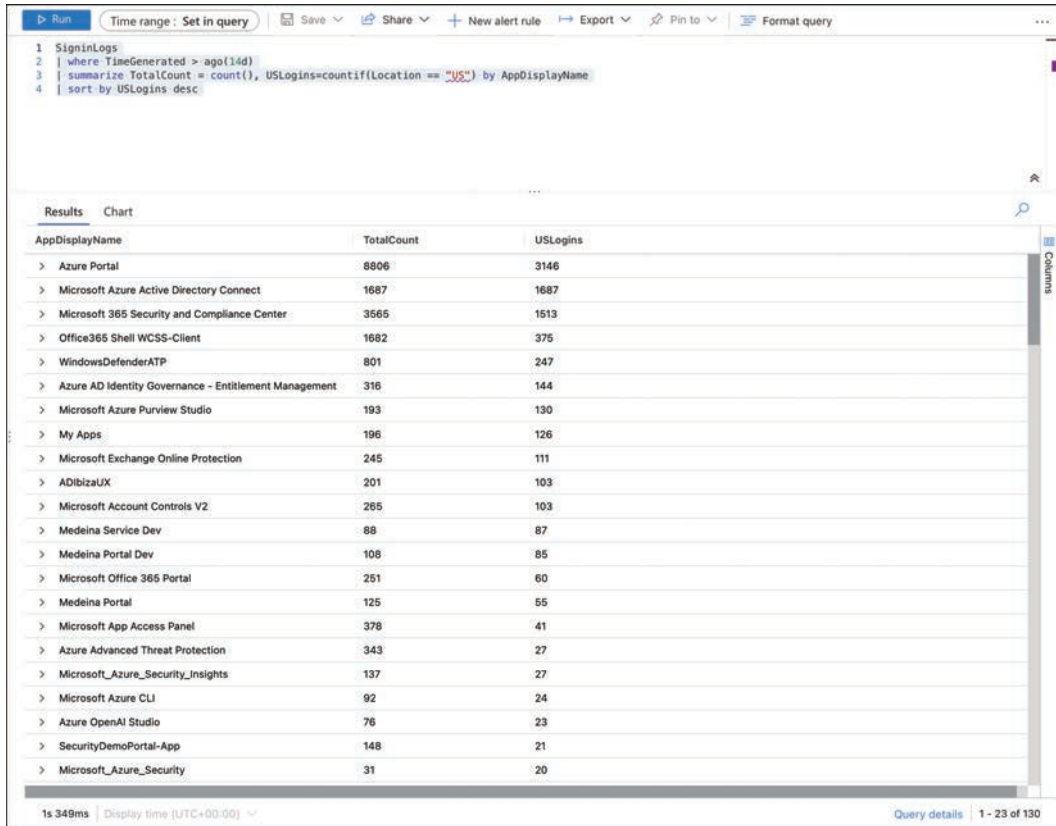 Run Time range : Set in query Save Share New alert rule Export Pin to Format query ...
1 SigninLogs
2 | where TimeGenerated > ago(14d)
3 | summarize TotalCount = count(), USLogins=countif(Location == "US") by AppDisplayName
4 | sort by USLogins desc
...
Results Chart
AppDisplayName TotalCount USLogins
Columns
> Azure Portal 8806 3146
> Microsoft Azure Active Directory Connect 1687 1687
> Microsoft 365 Security and Compliance Center 3565 1513
> Office365 Shell WCSS-Client 1682 375
> WindowsDefenderATP 801 247
> Azure AD Identity Governance - Entitlement Management 316 144
> Microsoft Azure Purview Studio 193 130
> My Apps 196 126
> Microsoft Exchange Online Protection 245 111
> ADIbizaUX 201 103
> Microsoft Account Controls V2 265 103
> Medeina Service Dev 88 87
> Medeina Portal Dev 108 85
> Microsoft Office 365 Portal 251 60
> Medeina Portal 125 55
> Microsoft App Access Panel 378 41
> Azure Advanced Threat Protection 343 27
> Microsoft_Azure_Security_Insights 137 27
> Microsoft Azure CLI 92 24
> Azure OpenAI Studio 76 23
> SecurityDemoPortal-App 148 21
> Microsoft_Azure_Security 31 20
1s 349ms Display time (UTC+00:00) Query details 1 - 23 of 130